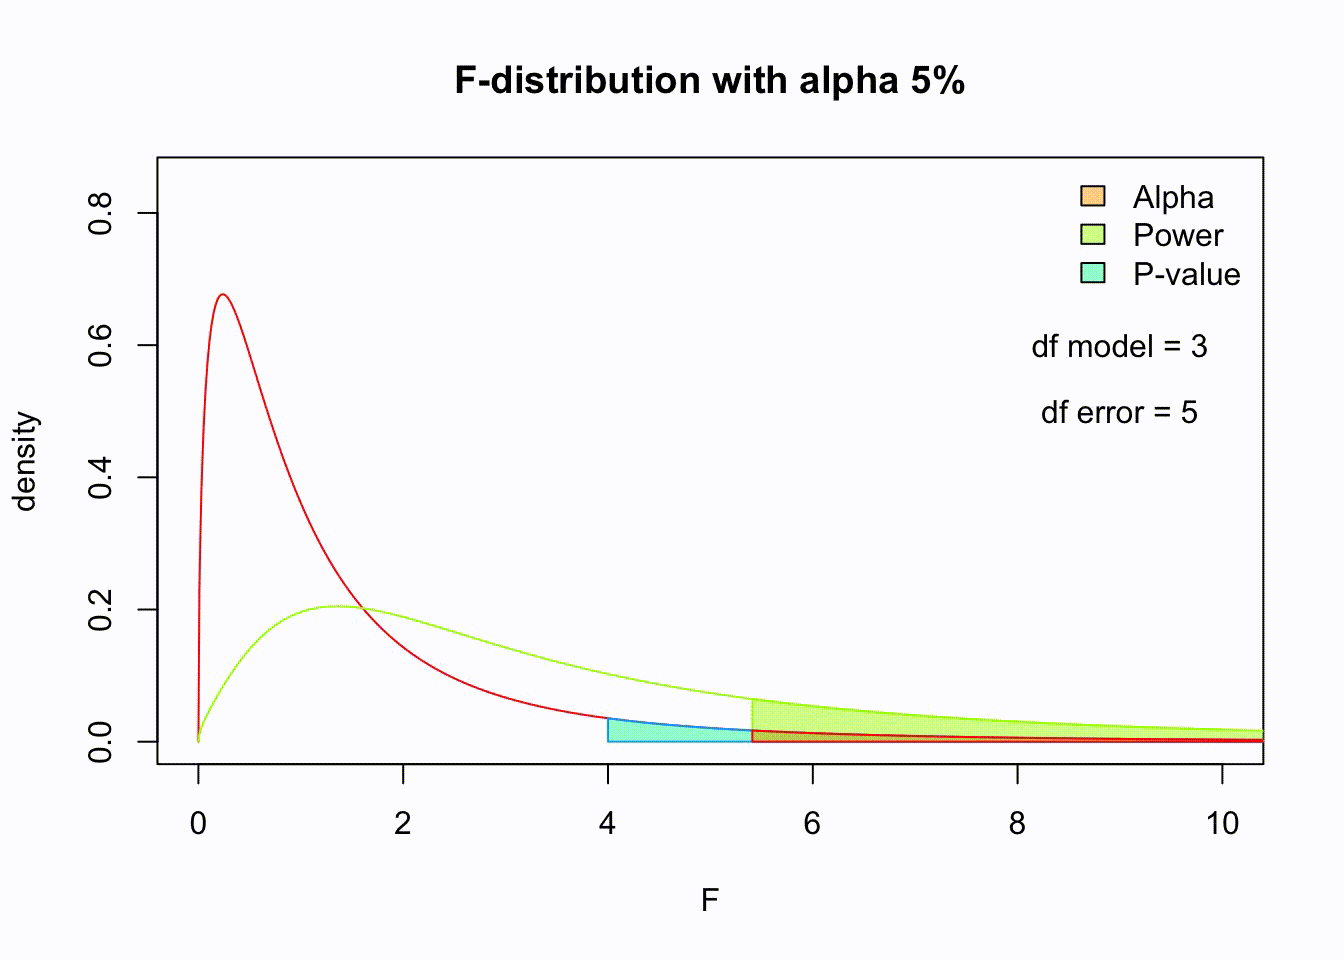 F-distribution with alpha 5%
Alpha
Power
P-value
df model = 3
df error = 5
density
0.8
0.6
0.4
0.2
0.0
0 2 4 6 8 10
F